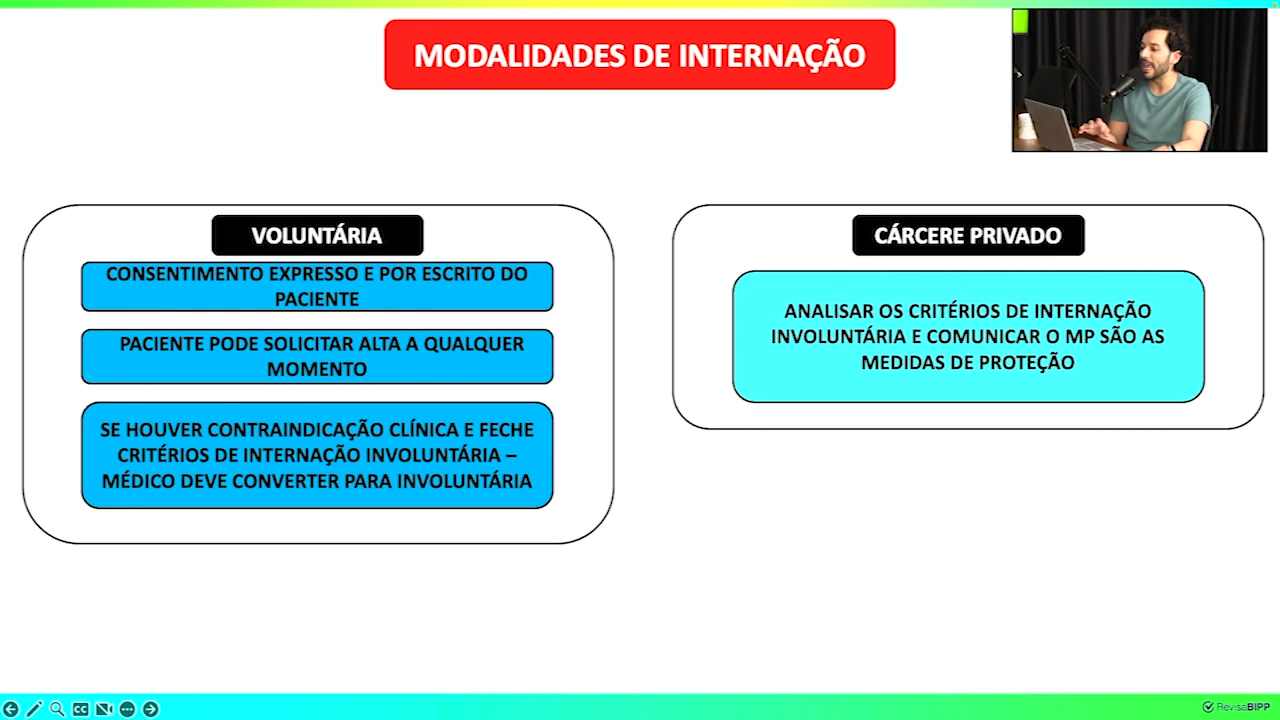 MODALIDADES DE INTERNAÇÃO
VOLUNTÁRIA
CONSENTIMENTO EXPRESSO E POR ESCRITO DO
PACIENTE
PACIENTE PODE SOLICITAR ALTA A QUALQUER
MOMENTO
SE HOUVER CONTRAINDICAÇÃO CLÍNICA E FECHE
CRITÉRIOS DE INTERNAÇÃO INVOLUNTÁRIA –
MÉDICO DEVE CONVERTER PARA INVOLUNTÁRIA
CÁRCERE PRIVADO
ANALISAR OS CRITÉRIOS DE INTERNAÇÃO
INVOLUNTÁRIA E COMUNICAR O MP SÃO AS
MEDIDAS DE PROTEÇÃO
CC
RevisaBIPP